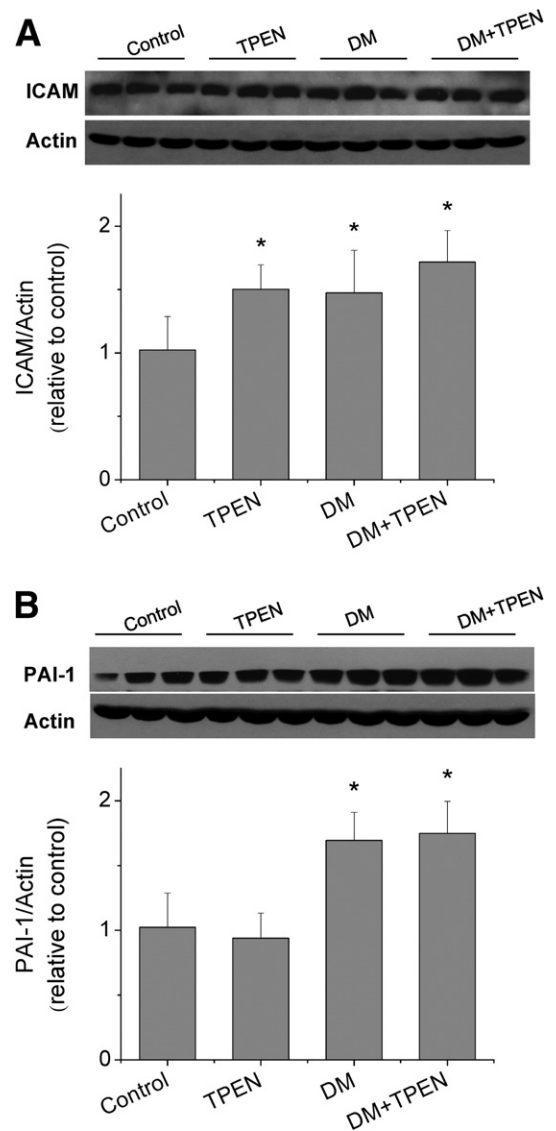 A
Control TPEN DM DM+TPEN
ICAM
Actin
2
* * *
1
0
ICAM/Actin
(relative to control)
Control TPEN DM DM+TPEN
B
Control TPEN DM DM+TPEN
PAI-1
Actin
2
* *
1
0
PAI-1/Actin
(relative to control)
Control TPEN DM DM+TPEN